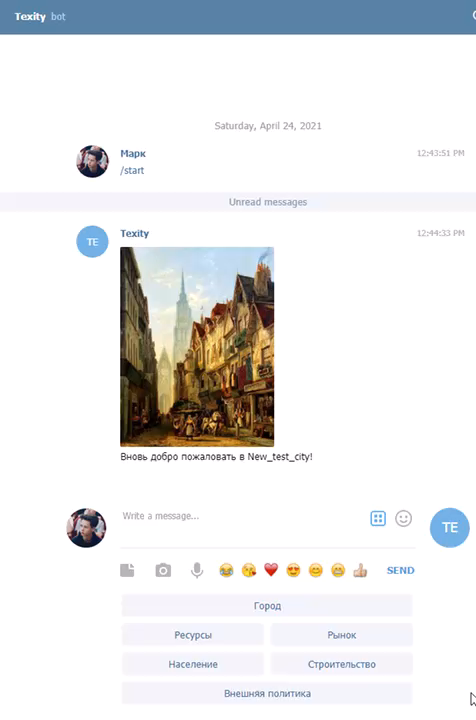 Texity bot
Saturday, April 24, 2021
Марк 12:43:51 PM
/start
Unread messages
TE Texity 12:44:33 PM
Вновь добро пожаловать в New_test_city!
Write a message...
TE
SEND
Город
Ресурсы Рынок
Население Строительство
Внешняя политика